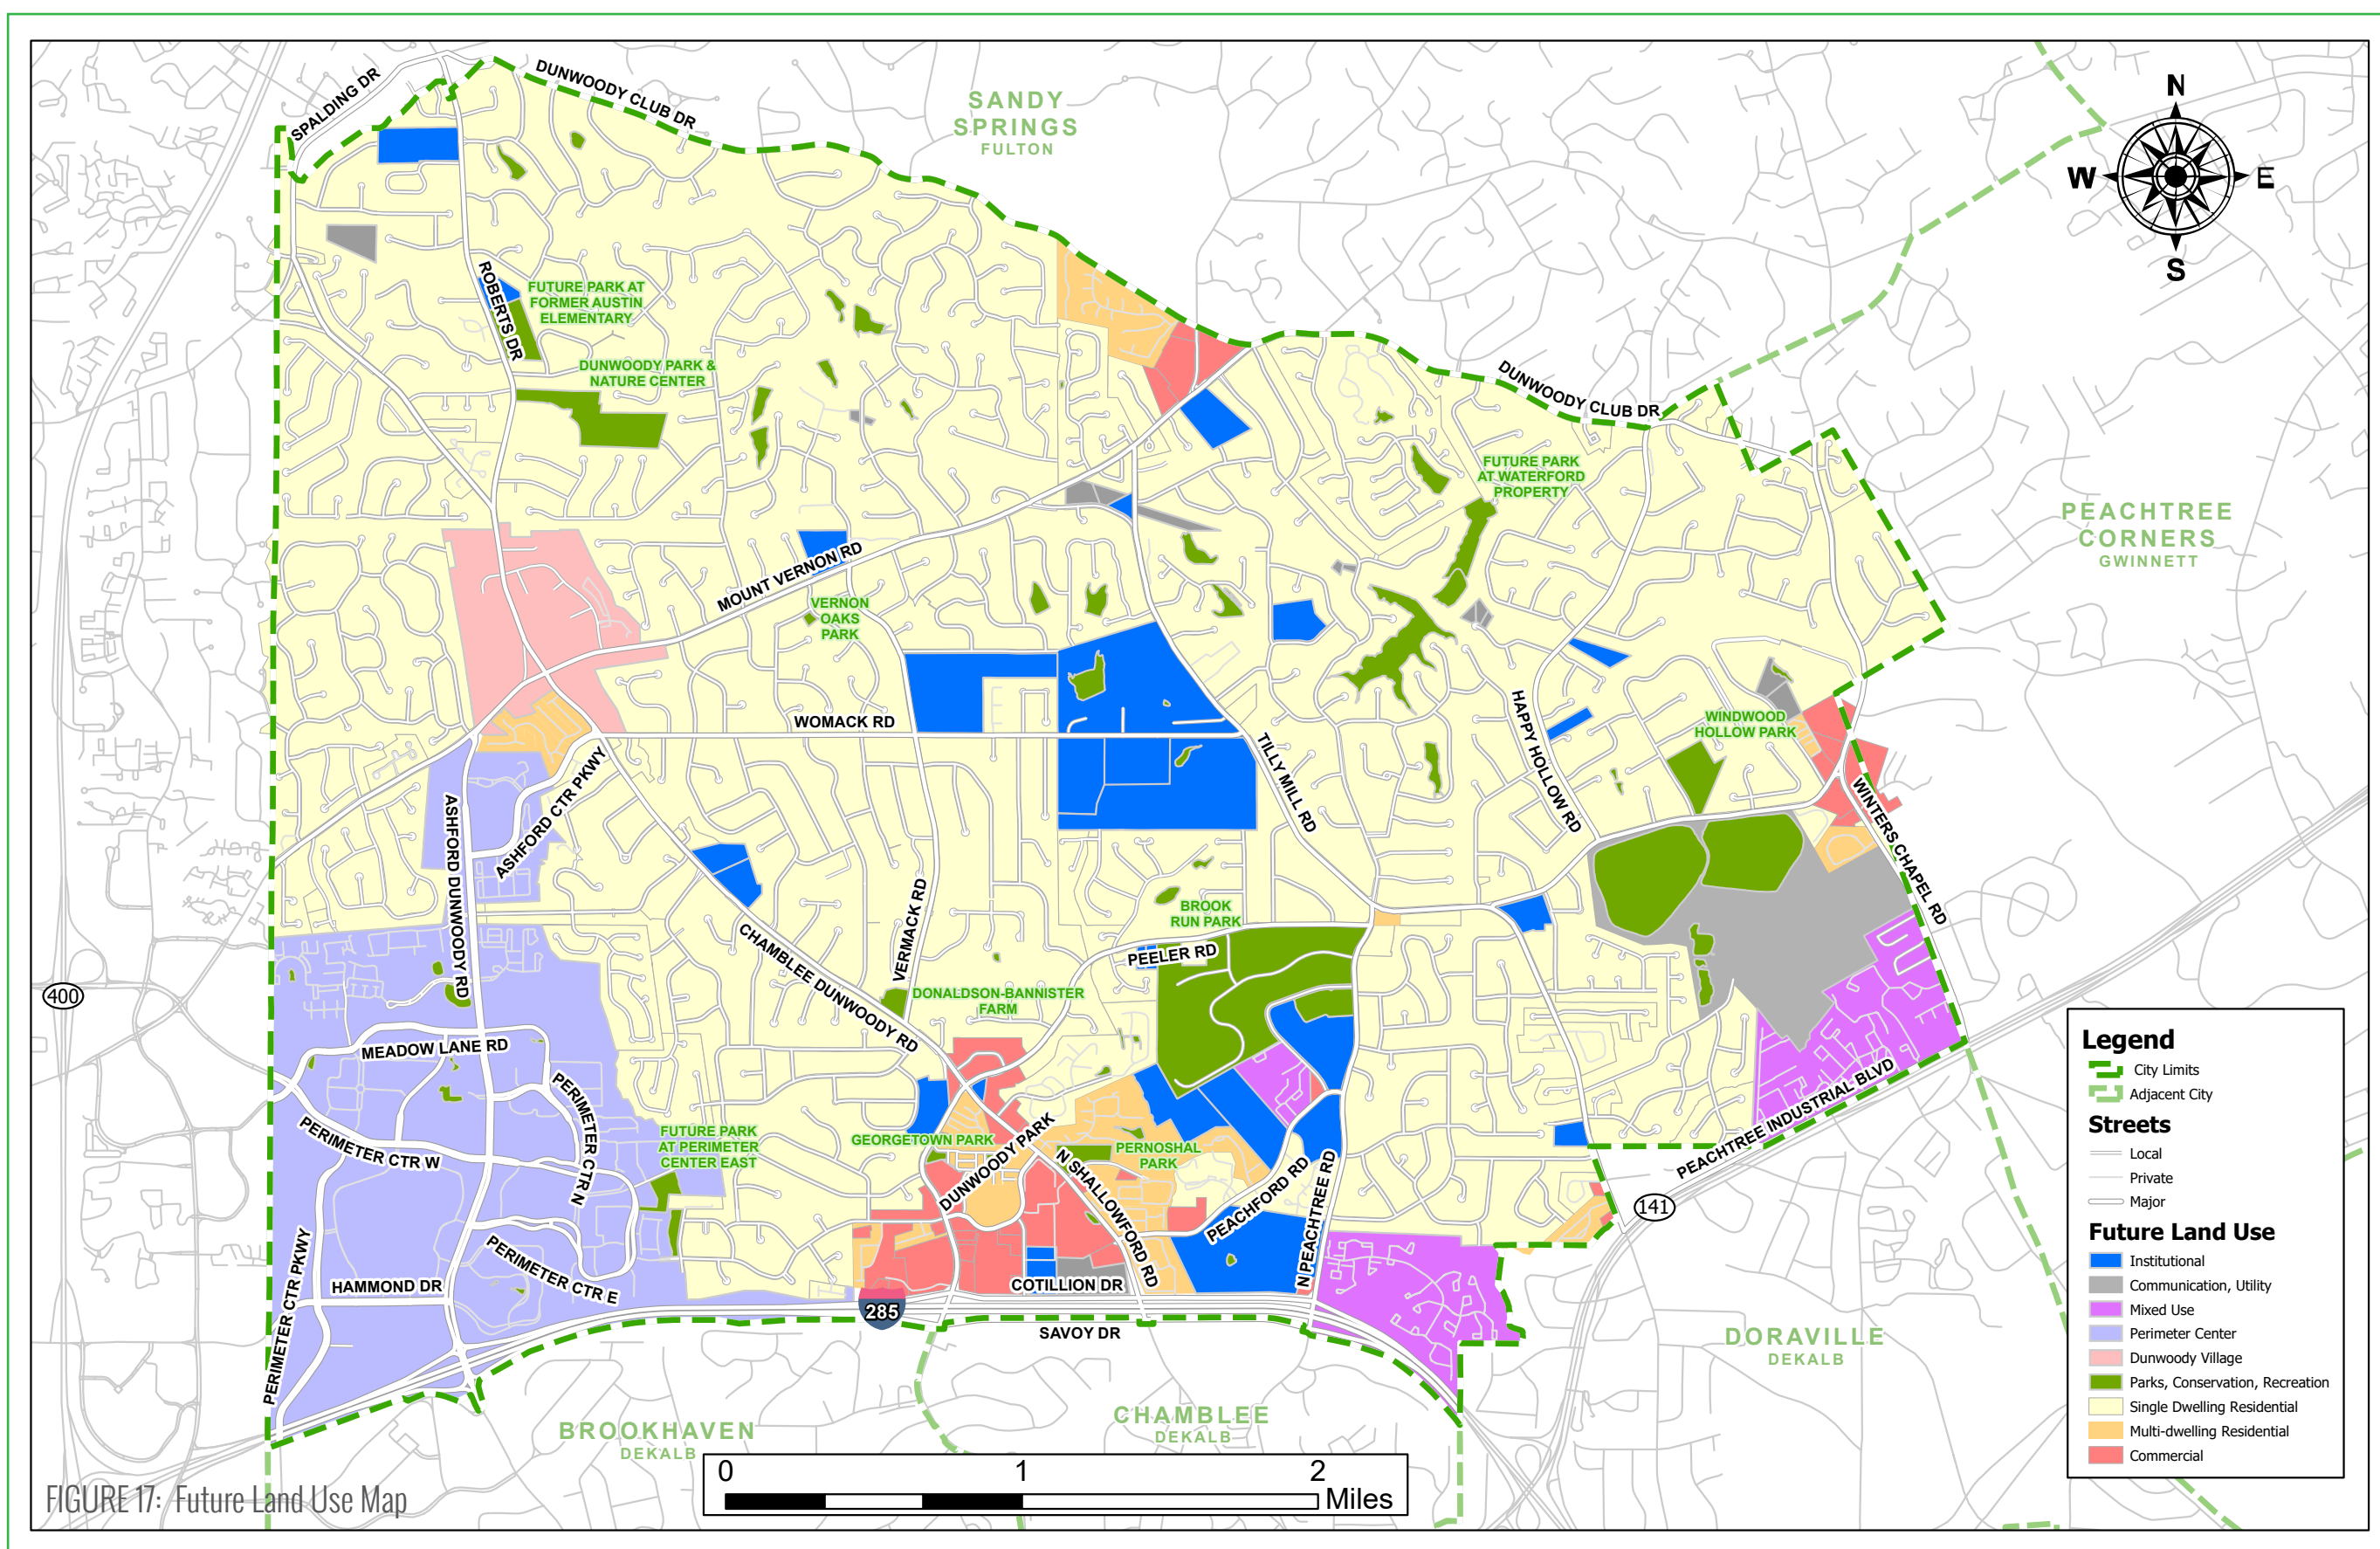 SPALDING DR
DUNWOODY CLUB DR
SANDY
SPRINGS
FULTON
N
W
E
S
ROBERTS DR
FUTURE PARK AT
FORMER AUSTIN
ELEMENTARY
DUNWOODY PARK &
NATURE CENTER
DUNWOODY CLUB DR
FUTURE PARK
AT WATERFORD
PROPERTY
PEACHTREE
CORNERS
GWINNETT
MOUNT VERNON RD
VERNON
OAKS
PARK
WOMACK RD
TILLY MILL RD
HAPPY HOLLOW RD
WINDWOOD
HOLLOW PARK
WINTERS CHAPEL RD
ASHFORD DUNWOODY RD
ASHFORD CTR PKWY
CHAMBLEE DUNWOODY RD
VERMACK RD
BROOK
RUN PARK
PEELER RD
DONALDSON-BANNISTER
FARM
400
MEADOW LANE RD
PERIMETER CTR W
PERIMETER CTR N
FUTURE PARK
AT PERIMETER
CENTER EAST
GEORGETOWN PARK
DUNWOODY PARK
N SHALLOWFORD RD
PERNOSHAL
PARK
PEACHFORD RD
N PEACHTREE RD
PEACHTREE INDUSTRIAL BLVD
141
PERIMETER CTR PKWY
HAMMOND DR
PERIMETER CTR E
285
COTILLION DR
SAVOY DR
DORAVILLE
DEKALB
BROOKHAVEN
DEKALB
CHAMBLEE
DEKALB
0 1 2
Miles
Legend
City Limits
Adjacent City
Streets
Local
Private
Major
Future Land Use
Institutional
Communication, Utility
Mixed Use
Perimeter Center
Dunwoody Village
Parks, Conservation, Recreation
Single Dwelling Residential
Multi-dwelling Residential
Commercial
FIGURE 17: Future Land Use Map